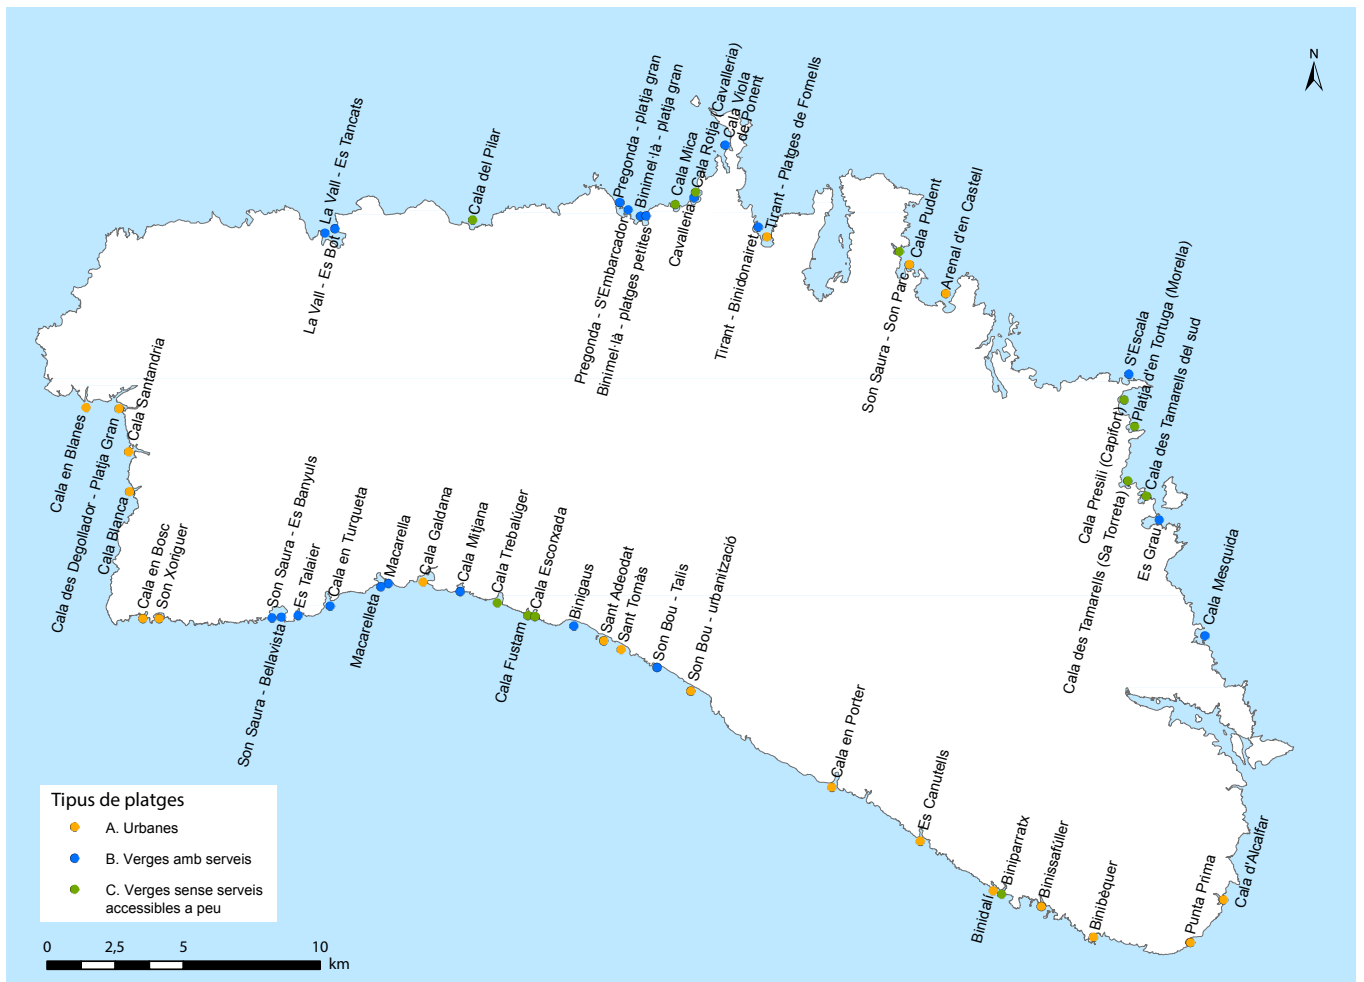 N
La Vall - Es Tancats
La Vall - Es Bot
Cala del Pilar
Pregonda - platja gran
Pregonda - S'Embarcador
Binimel·là - platja gran
Binimel·là - platges petites
Cala Mica
Cavalleria
Cala Rotja (Cavalleria)
Cala Viola
de Ponent
Tirant - Binidonairet
Tirant - Platges de Fornells
Son Saura - Son Parc
Cala Pudent
Arenal d'en Castell
S'Escala
Cala Presili (Capifort)
Platja d'en Tortuga (Morella)
Cala des Tamarells (Sa Torreta)
Cala des Tamarells del sud
Es Grau
Cala Mesquida
Cala en Blanes
Cala des Degollador - Platja Gran
Cala Santandria
Cala Blanca
Cala en Bosc
Son Xoriguer
Son Saura - Bellavista
Son Saura - Es Banyuls
Es Talaier
Cala en Turqueta
Macarelleta
Macarella
Cala Galdana
Cala Mitjana
Cala Trebalúger
Cala Fustam
Cala Escorxada
Binigaus
Sant Adeodat
Sant Tomàs
Son Bou - Talis
Son Bou - urbanització
Cala en Porter
Es Canutells
Binidalí
Biniparratx
Binissafúller
Binibèquer
Punta Prima
Cala d'Alcalfar
Tipus de platges
A. Urbanes
B. Verges amb serveis
C. Verges sense serveis
accessibles a peu
0 2,5 5 10
km